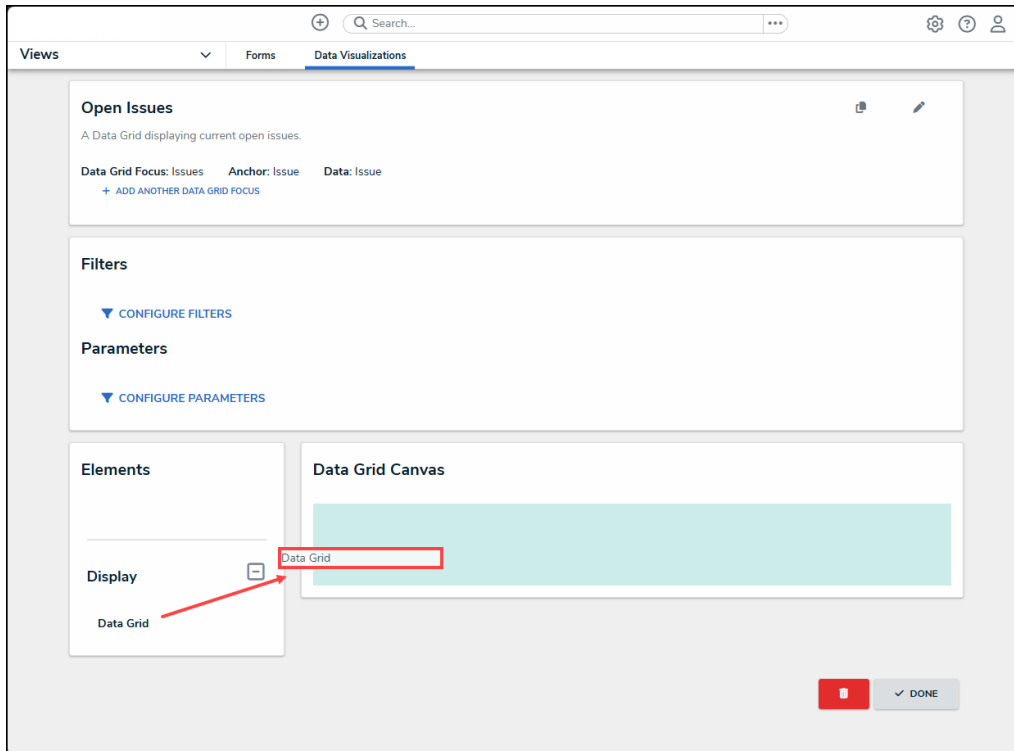 Search...
Views
Forms
Data Visualizations
Open Issues
A Data Grid displaying current open issues.
Data Grid Focus: Issues Anchor: Issue Data: Issue
+ ADD ANOTHER DATA GRID FOCUS
Filters
CONFIGURE FILTERS
Parameters
CONFIGURE PARAMETERS
Elements
Data Grid Canvas
Data Grid
Display
Data Grid
DONE